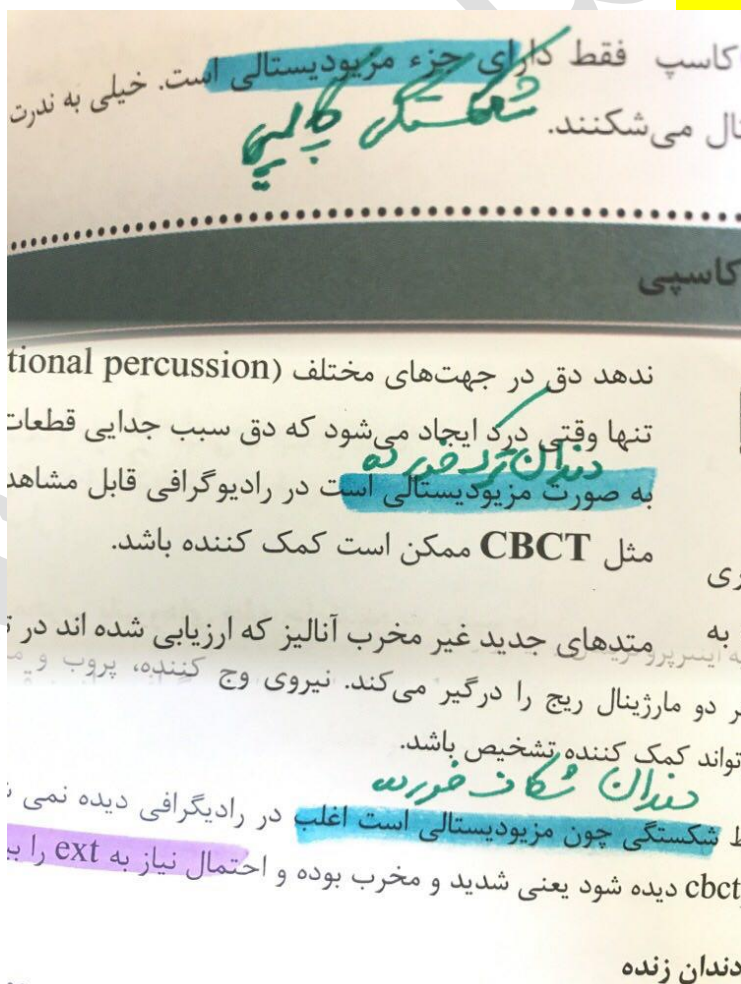 کاسپ فقط دارای جزء مزیودیستالی است. خیلی به ندرت
می‌شکنند.
شکستگی کاسپی
کاسپی
ندهد دق در جهت‌های مختلف (tional percussion
تنها وقتی درد ایجاد می‌شود که دق سبب جدایی قطعات
دندان ترک خورده
به صورت مزیودیستالی است در رادیوگرافی قابل مشاهد
مثل CBCT ممکن است کمک کننده باشد.
ری
به
متدهای جدید غیر مخرب آنالیز که ارزیابی شده اند در
ر دو مارژینال ریج را درگیر می‌کند. نیروی وج کننده، پروب و
تواند کمک کننده تشخیص باشد.
دندان شکاف خورده
ط شکستگی چون مزیودیستالی است اغلب در رادیگرافی دیده نمی
cbct دیده شود یعنی شدید و مخرب بوده و احتمال نیاز به ext را
دندان زنده